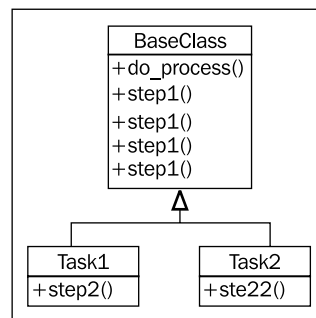 BaseClass
+do_process()
+step1()
+step1()
+step1()
+step1()
Task1
+step2()
Task2
+ste22()